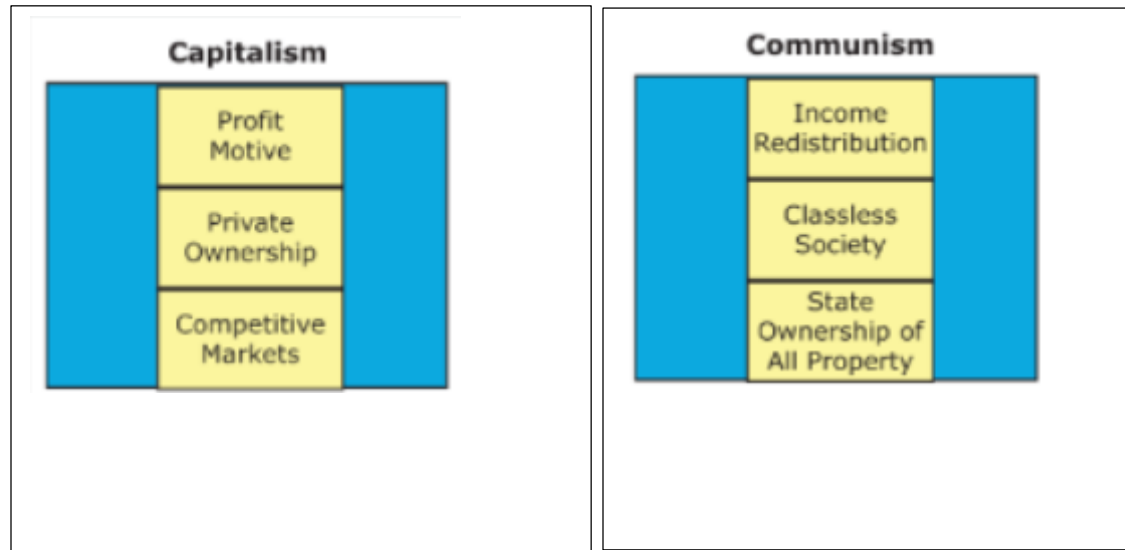 Capitalism
Profit
Motive
Private
Ownership
Competitive
Markets
Communism
Income
Redistribution
Classless
Society
State
Ownership of
All Property